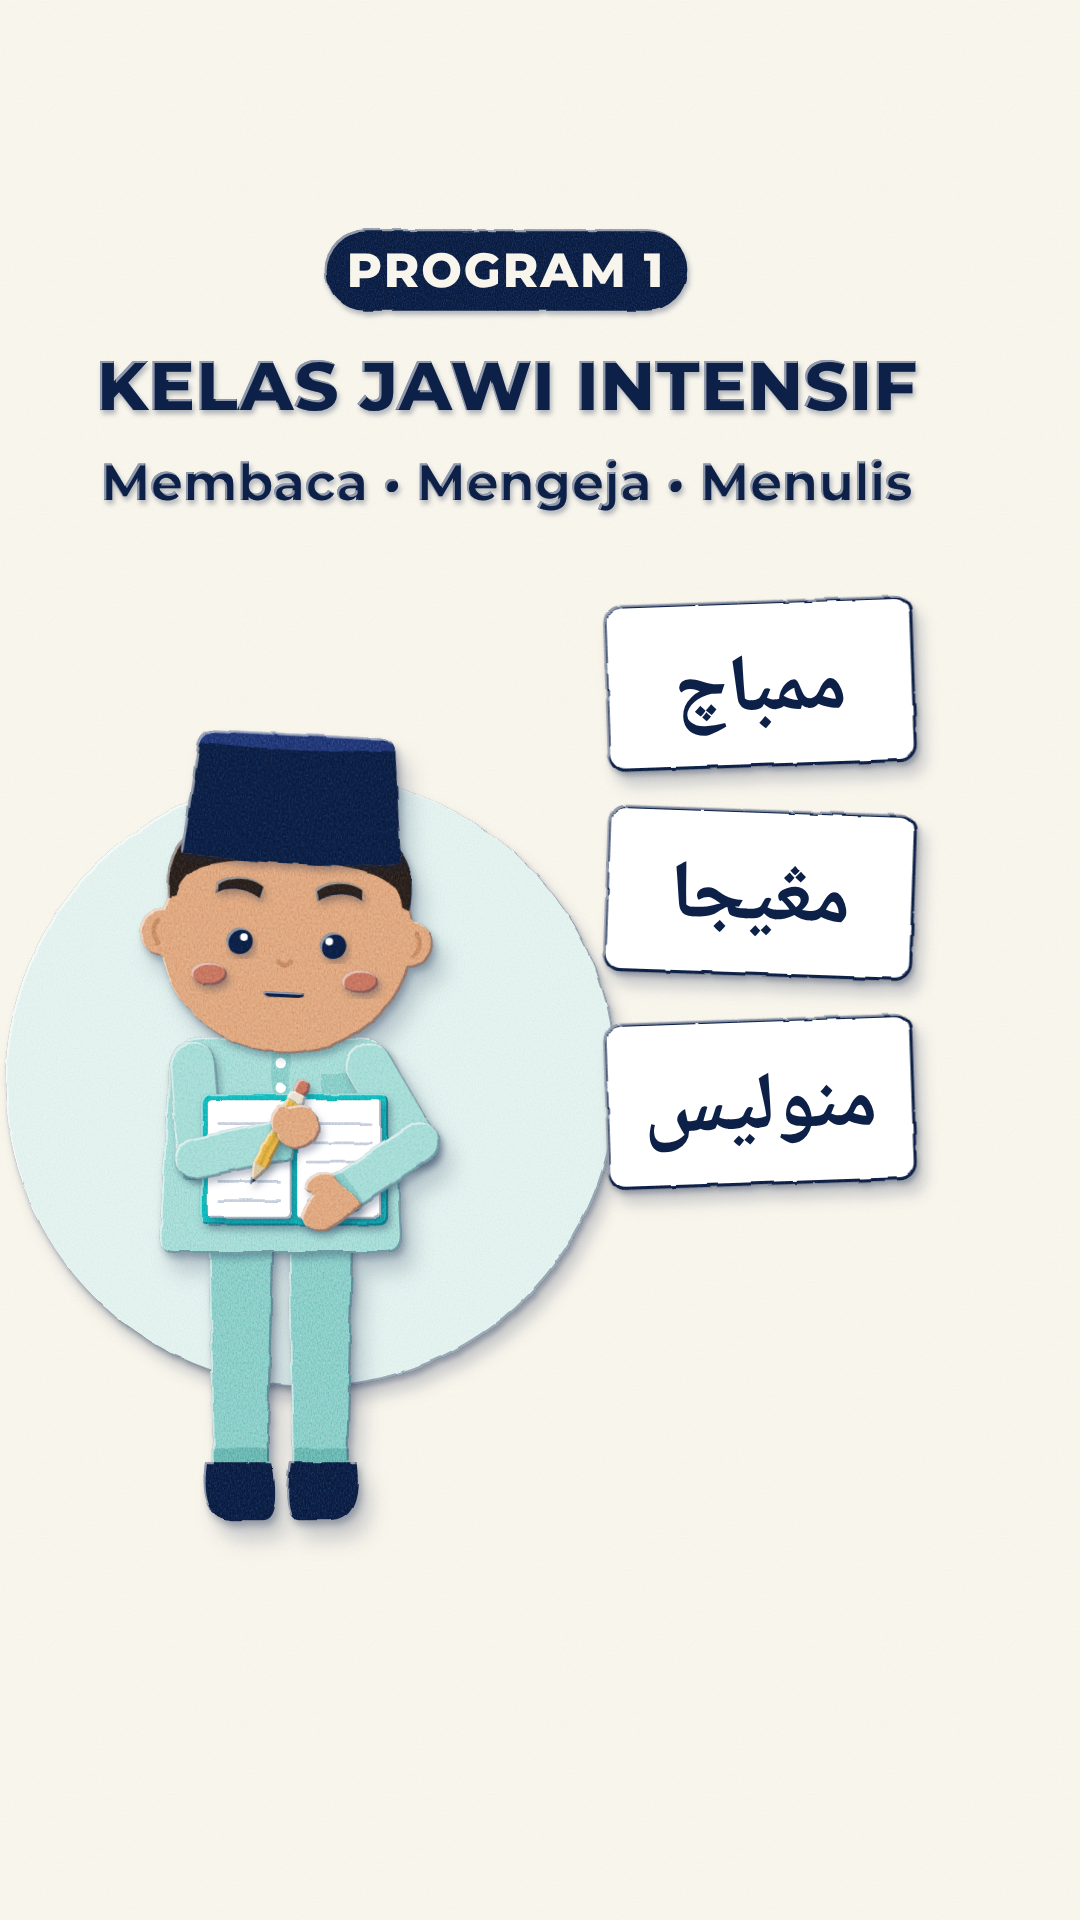 PROGRAM 1
KELAS JAWI INTENSIF
Membaca • Mengeja • Menulis
ممباچ
مڠيجا
منوليس